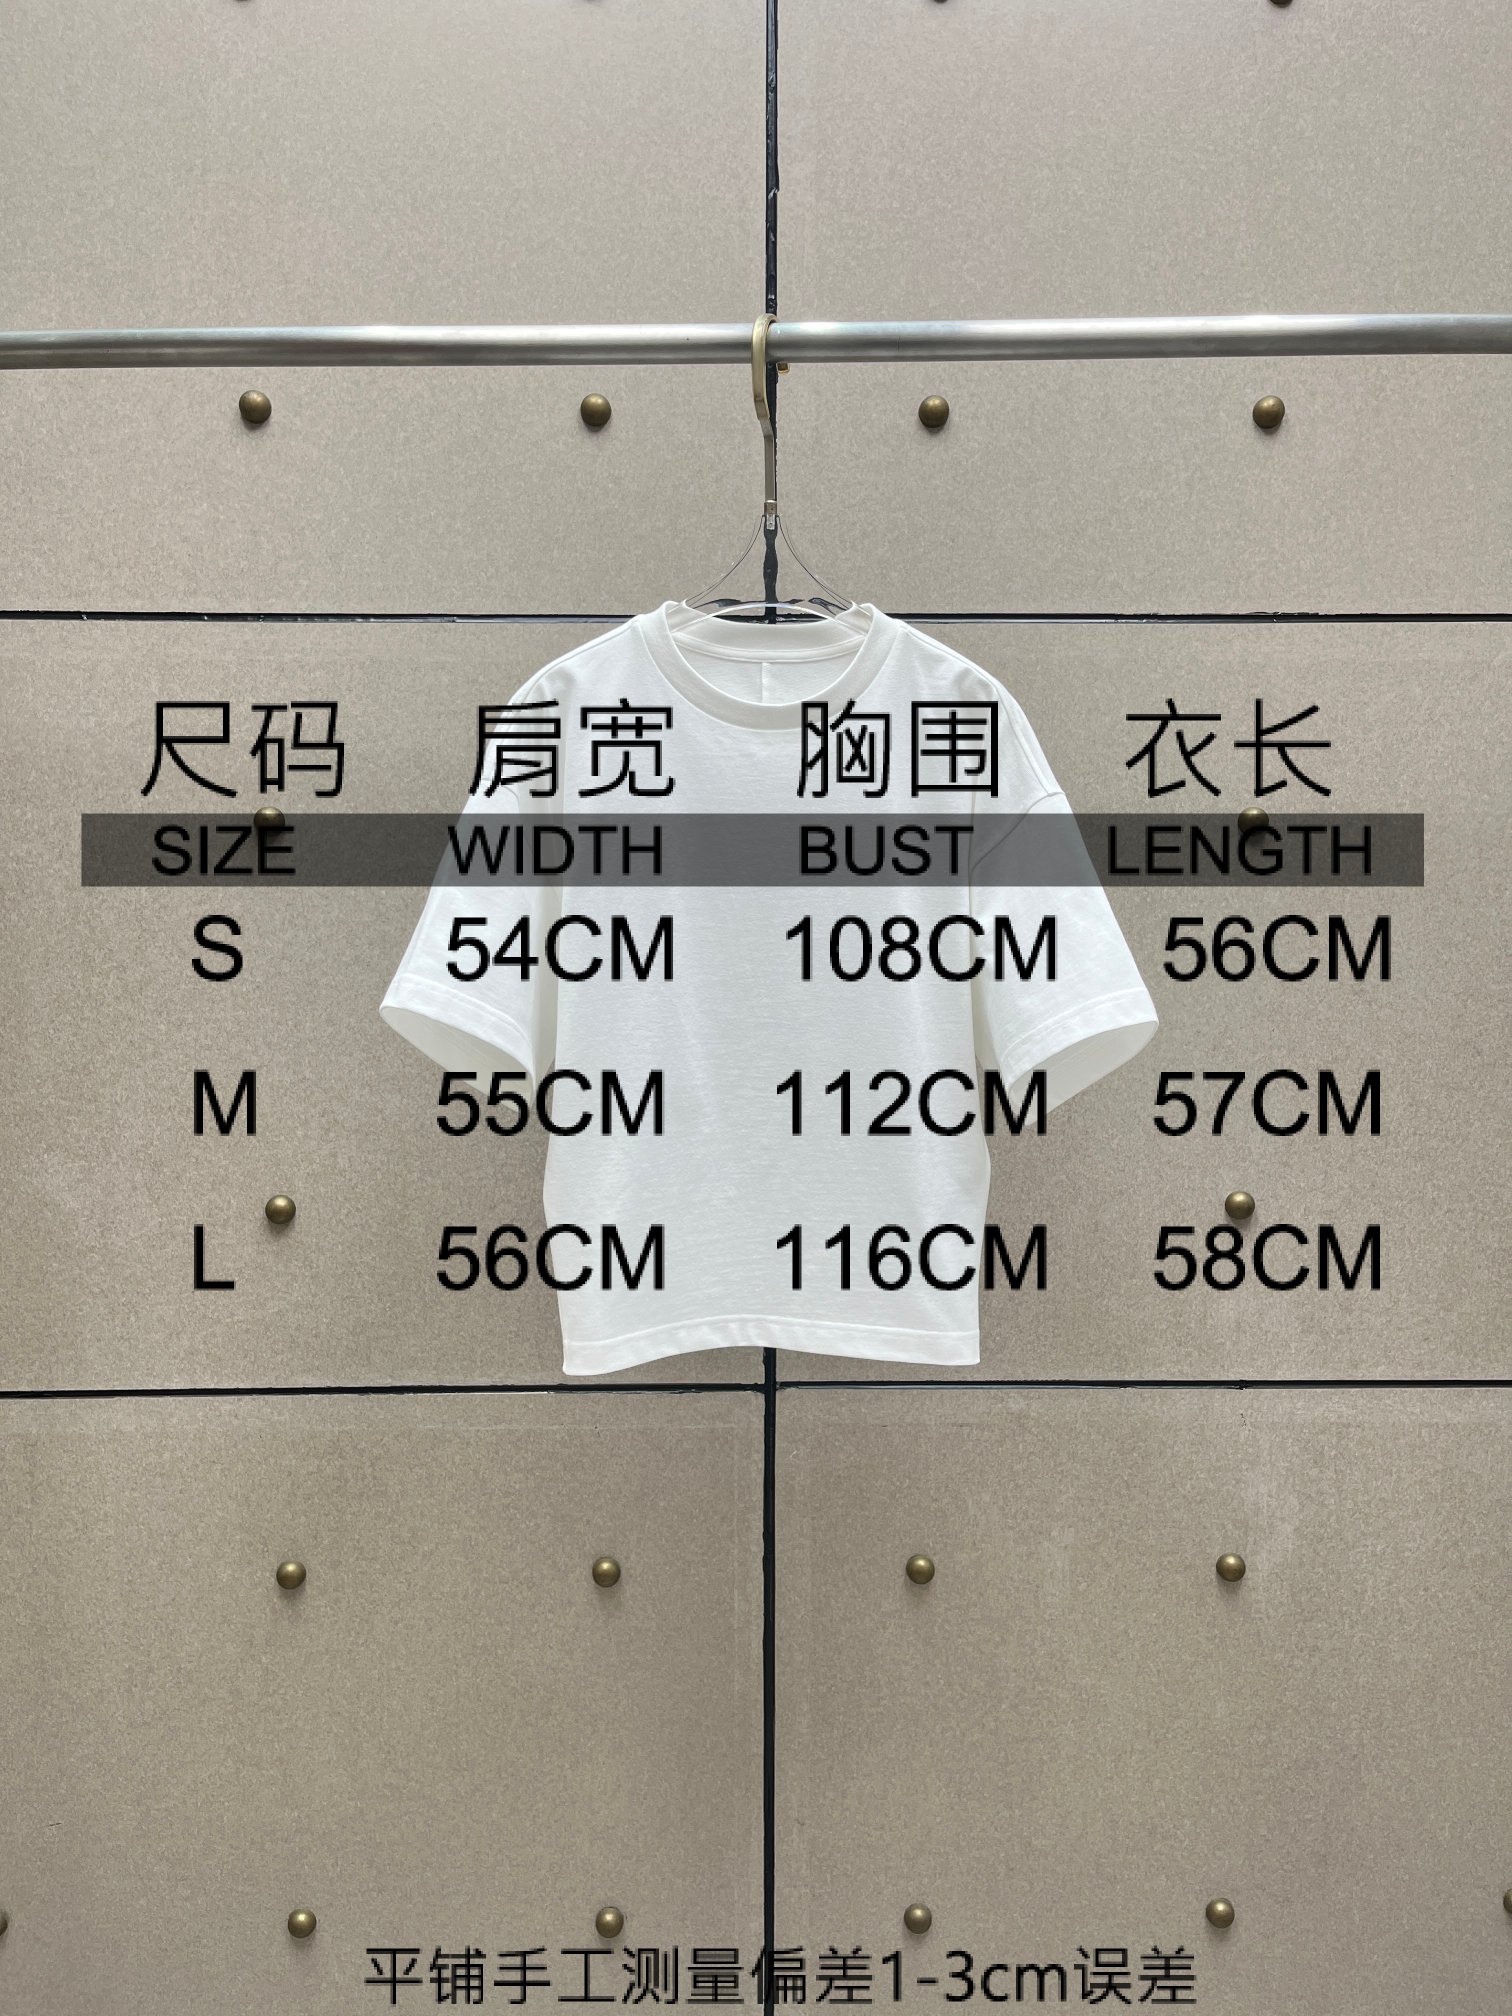 尺码 肩宽 胸围 衣长
SIZE WIDTH BUST LENGTH
S 54CM 108CM 56CM
M 55CM 112CM 57CM
L 56CM 116CM 58CM
平铺手工测量偏差1-3cm误差